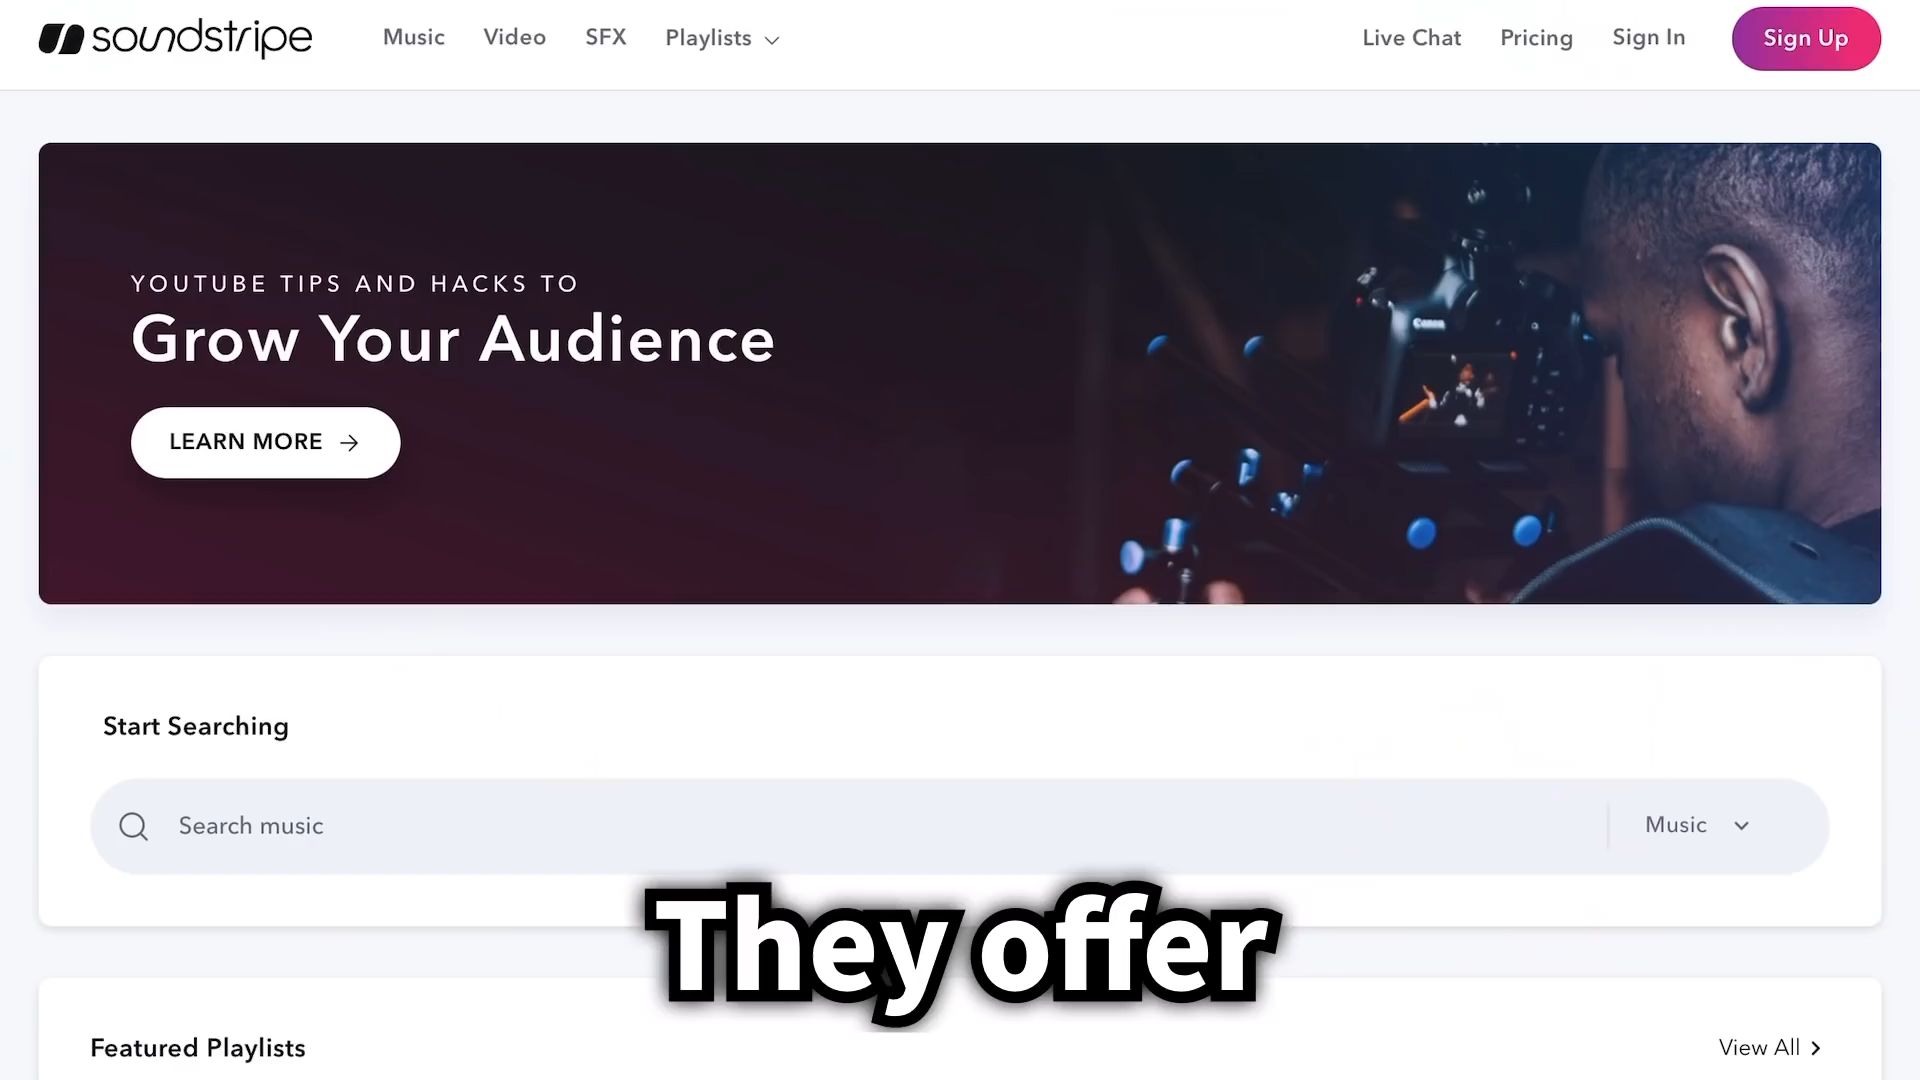 soundstripe
Music Video SFX Playlists
Live Chat Pricing Sign In Sign Up
YOUTUBE TIPS AND HACKS TO
Grow Your Audience
LEARN MORE
Canon
Start Searching
Search music
Music
They offer
Featured Playlists
View All